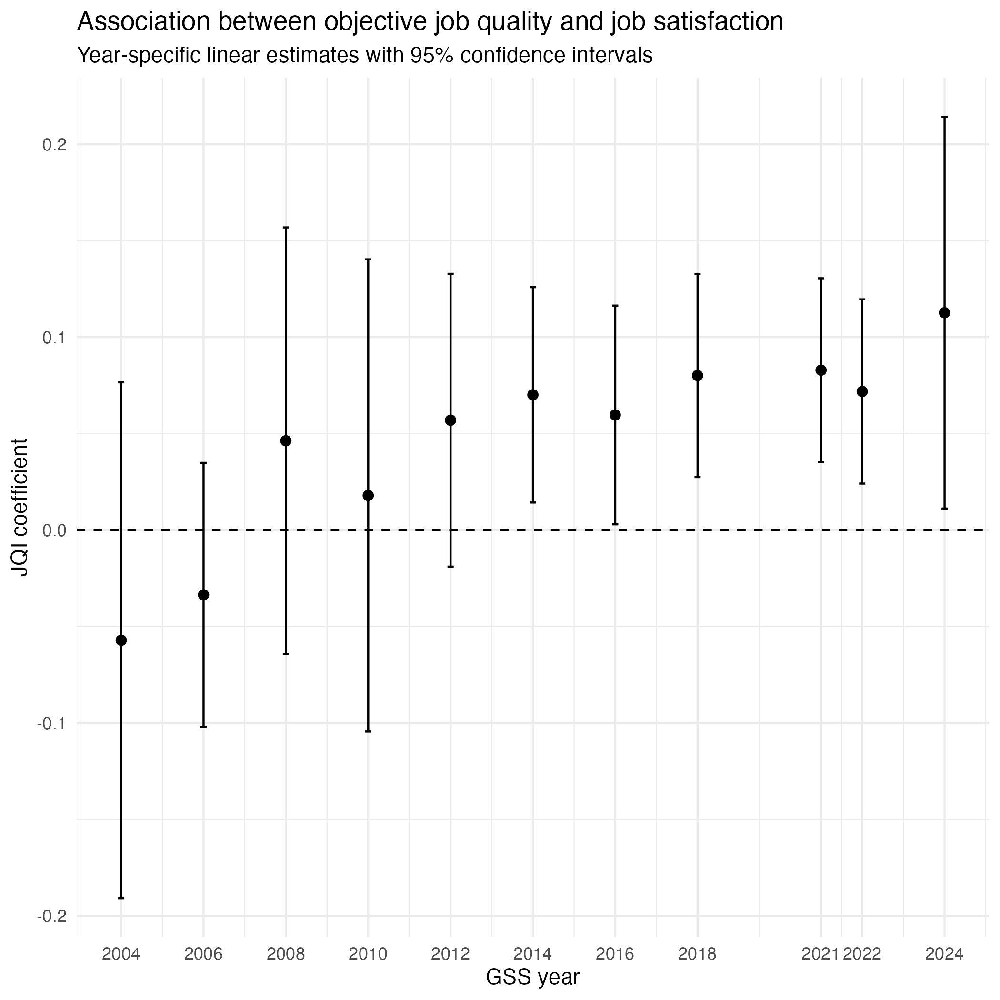 Association between objective job quality and job satisfaction
Year-specific linear estimates with 95% confidence intervals
0.2
0.1
0.0
-0.1
-0.2
JQI coefficient
2004 2006 2008 2010 2012 2014 2016 2018 2021 2022 2024
GSS year